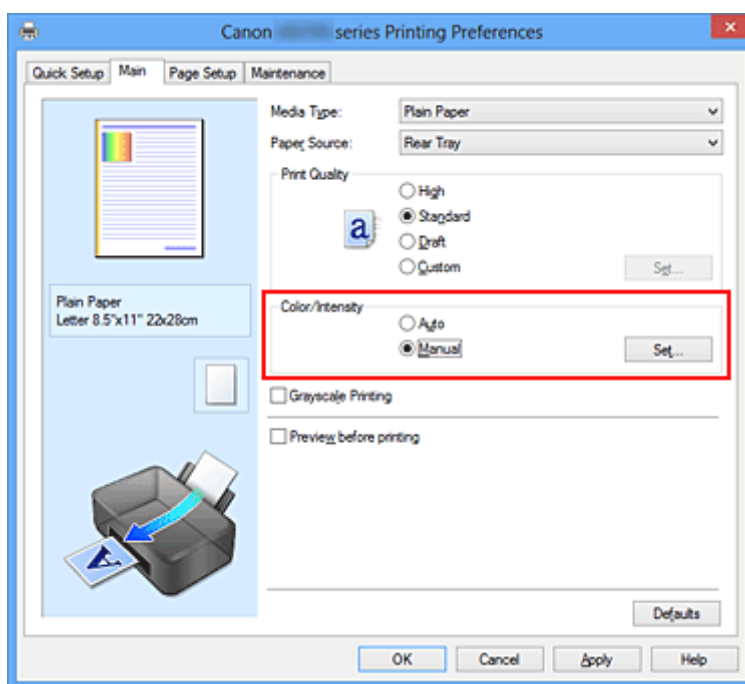 Canon series Printing Preferences
Quick Setup Main Page Setup Maintenance
Media Type: Plain Paper
Paper Source: Rear Tray
Print Quality
High
Standard
Draft
Custom Set...
Plain Paper
Letter 8.5"x11" 22x28cm
Color/Intensity
Auto
Manual Set...
Grayscale Printing
Preview before printing
Defaults
OK Cancel Apply Help
a
A